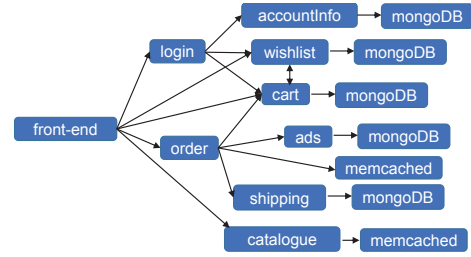 accountInfo
mongoDB
login
wishlist
mongoDB
cart
mongoDB
front-end
order
ads
mongoDB
memcached
shipping
mongoDB
catalogue
memcached